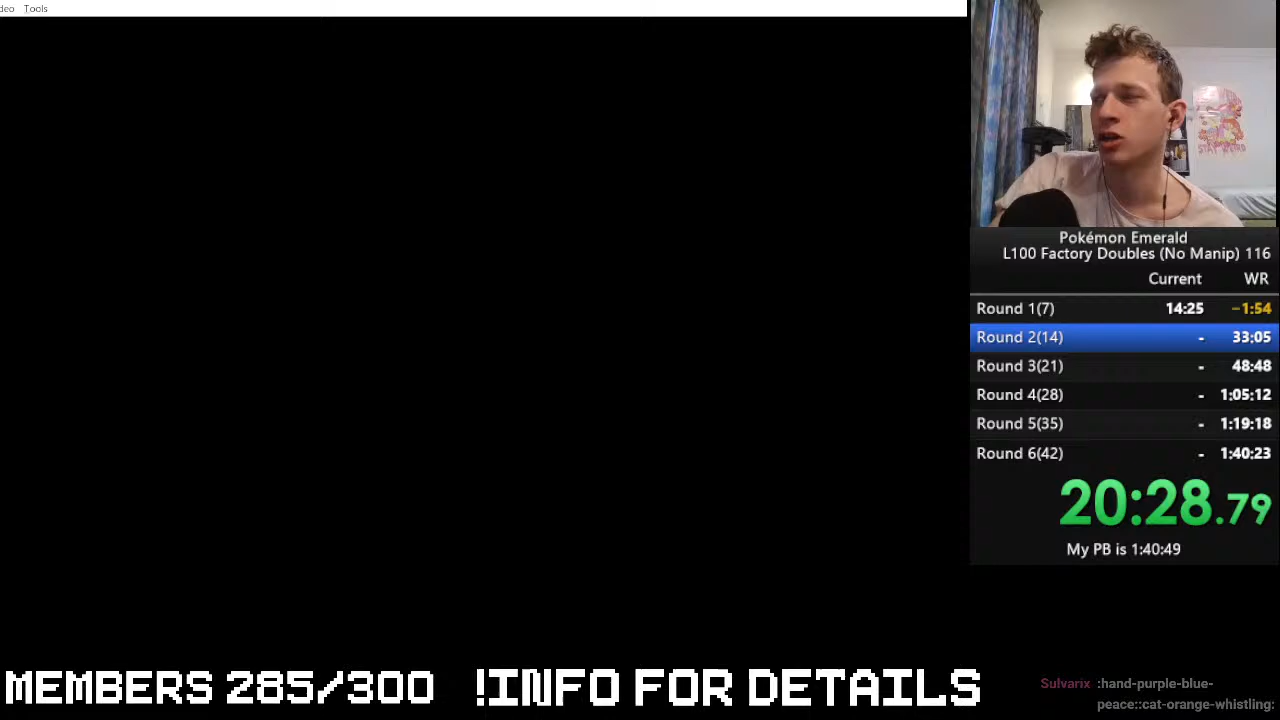 deo Tools
STAY WEIRD
Pokémon Emerald
L100 Factory Doubles (No Manip) 116
Current WR
Round 1(7) 14:25 −1:54
Round 2(14) - 33:05
Round 3(21) - 48:48
Round 4(28) - 1:05:12
Round 5(35) - 1:19:18
Round 6(42) - 1:40:23
20:28.79
My PB is 1:40:49
MEMBERS 285/300 !INFO FOR DETAILS
Sulvarix :hand-purple-blue-
peace::cat-orange-whistling: